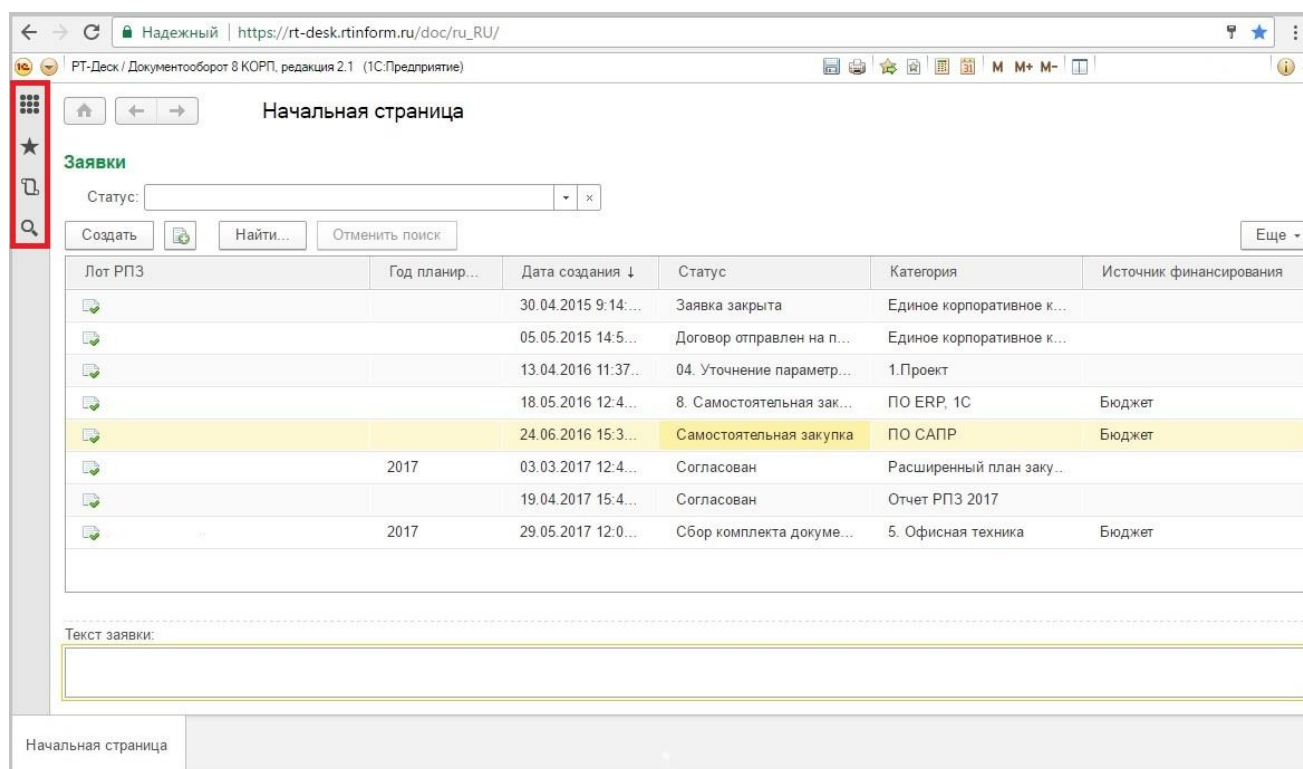 Надежный | https://rt-desk.rtinform.ru/doc/ru_RU/
1С РТ-Деск / Документооборот 8 КОРП, редакция 2.1 (1С:Предприятие) 31 M M+ M- i
Начальная страница
Заявки
Статус:
Создать Найти... Отменить поиск Еще
Лот РПЗ Год планир... Дата создания ↓ Статус Категория Источник финансирования
30.04.2015 9:14:... Заявка закрыта Единое корпоративное к...
05.05.2015 14:5... Договор отправлен на п... Единое корпоративное к...
13.04.2016 11:37... 04. Уточнение параметр... 1.Проект
18.05.2016 12:4... 8. Самостоятельная зак... ПО ERP, 1С Бюджет
24.06.2016 15:3... Самостоятельная закупка ПО САПР Бюджет
2017 03.03.2017 12:4... Согласован Расширенный план заку...
19.04.2017 15:4... Согласован Отчет РПЗ 2017
2017 29.05.2017 12:0... Сбор комплекта докуме... 5. Офисная техника Бюджет
Текст заявки:
Начальная страница